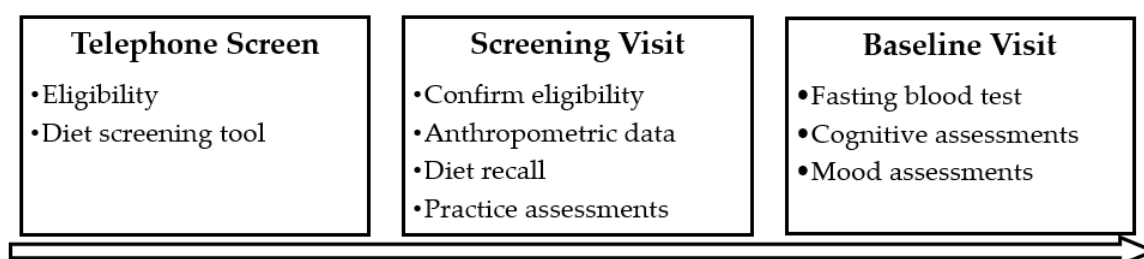 Telephone Screen
•Eligibility
•Diet screening tool
Screening Visit
•Confirm eligibility
•Anthropometric data
•Diet recall
•Practice assessments
Baseline Visit
•Fasting blood test
•Cognitive assessments
•Mood assessments